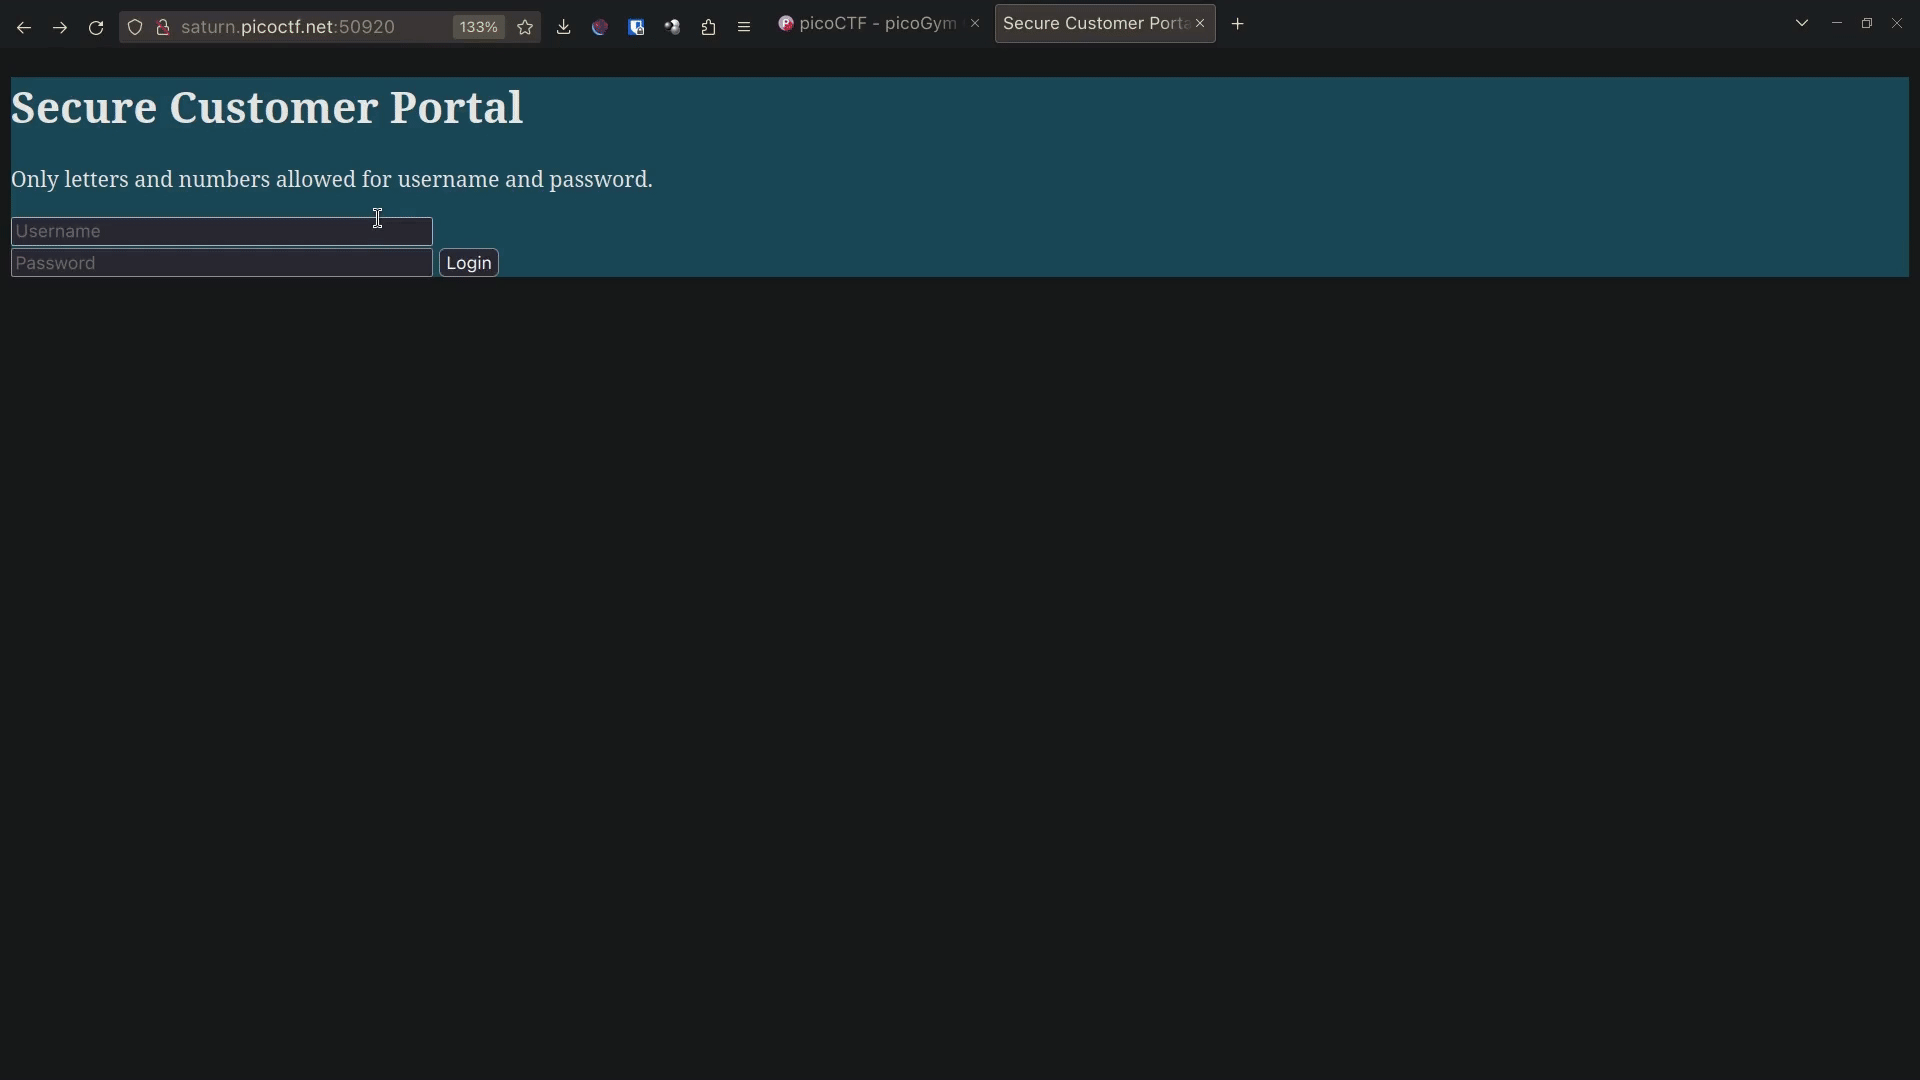 saturn.picoctf.net:50920
133%
picoCTF - picoGym
Secure Customer Porta
Secure Customer Portal
Only letters and numbers allowed for username and password.
Username
Password
Login